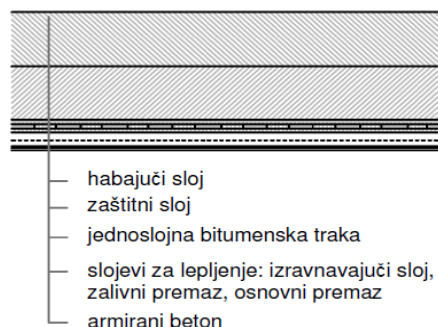 habajući sloj
zaštitni sloj
jednoslojna bitumenska traka
slojevi za lepljenje: izravnavajući sloj,
zalivni premaz, osnovni premaz
armirani beton